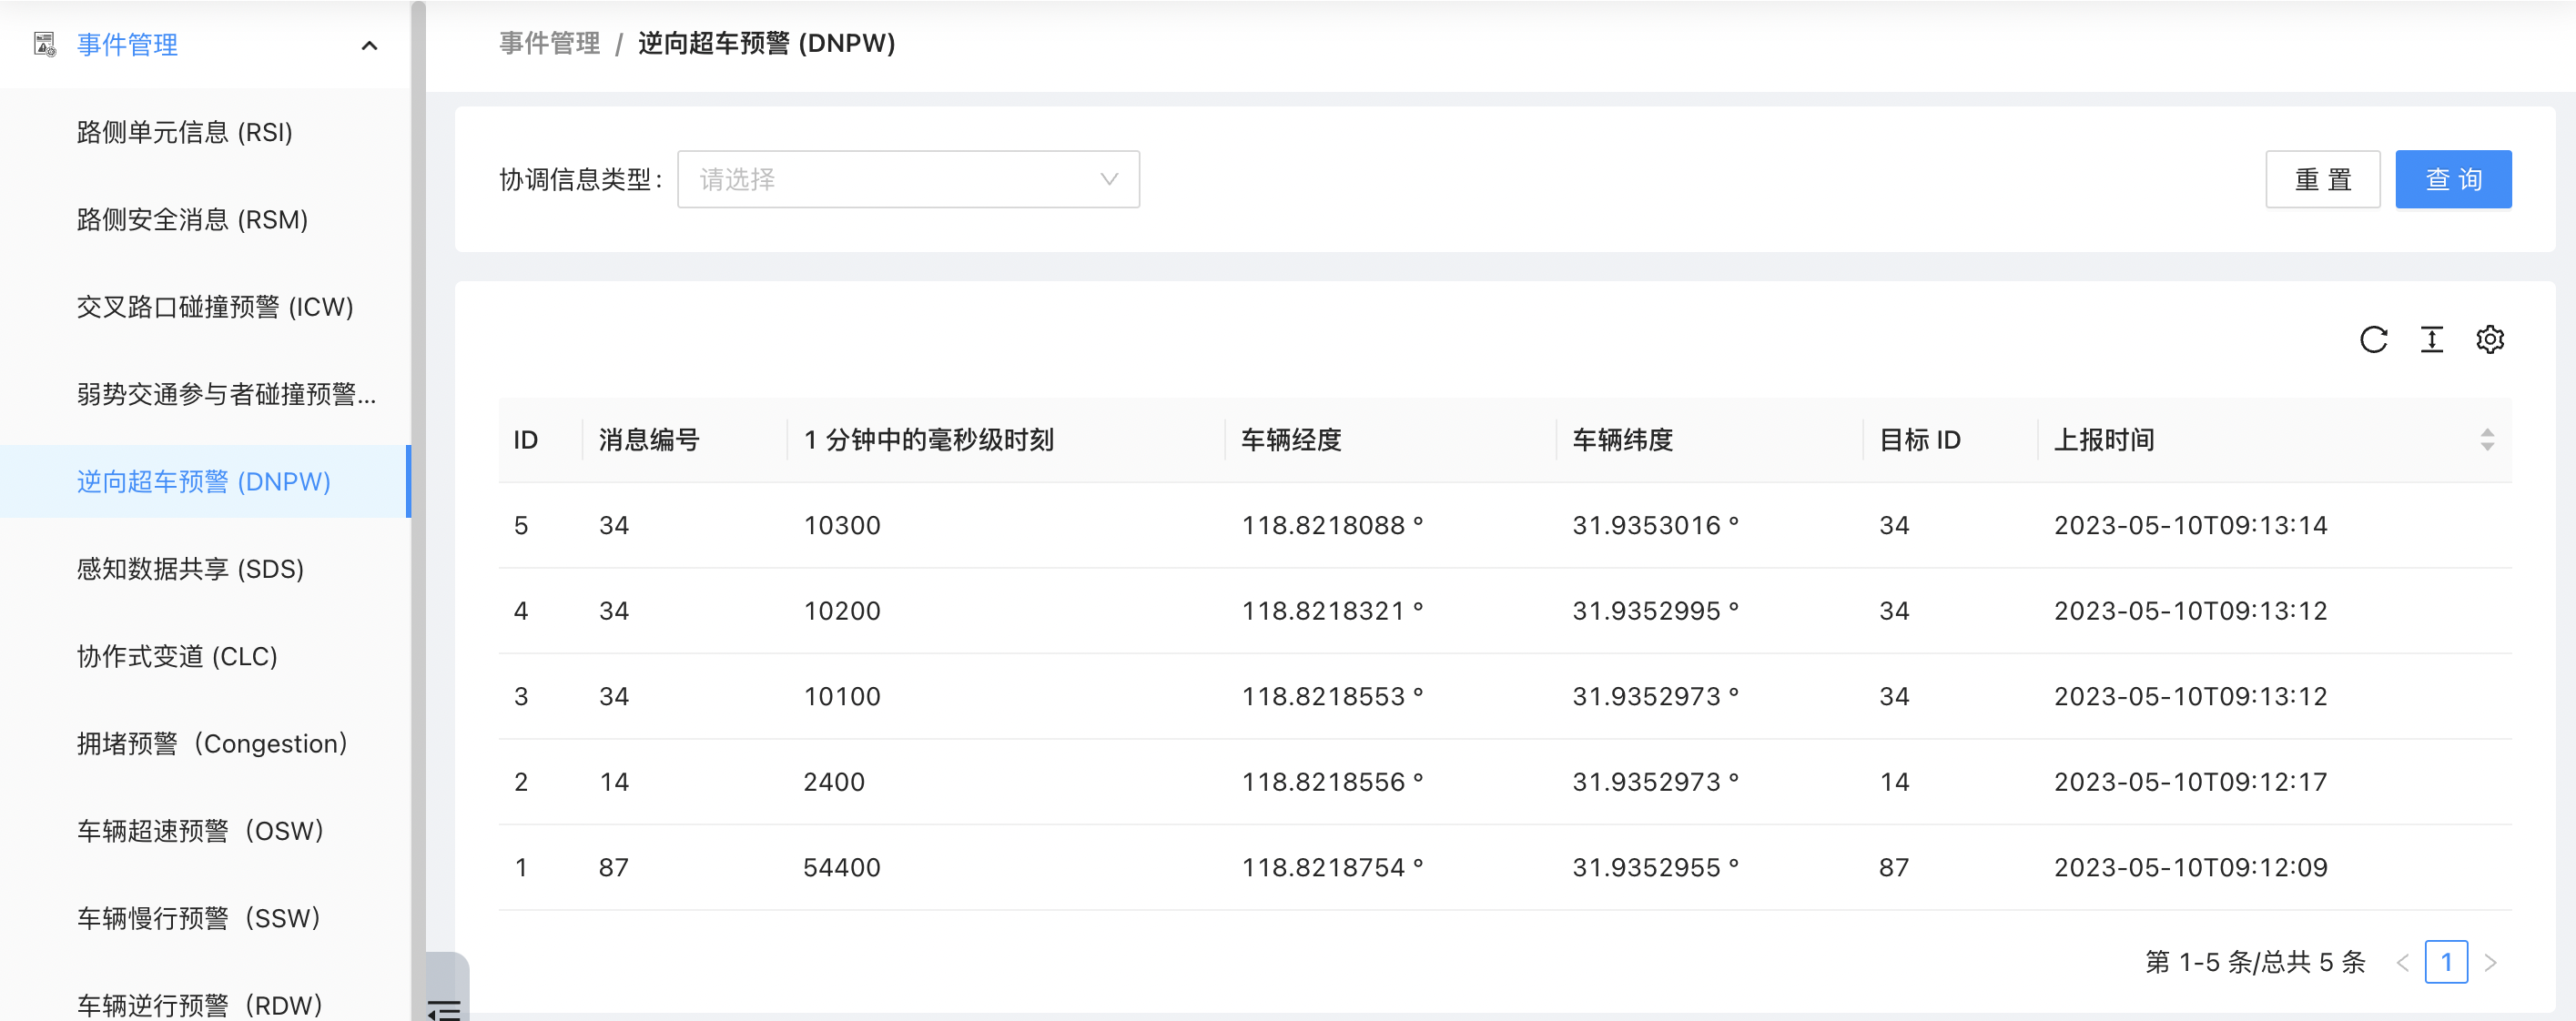 事件管理
路侧单元信息 (RSI)
路侧安全消息 (RSM)
交叉路口碰撞预警 (ICW)
弱势交通参与者碰撞预警...
逆向超车预警 (DNPW)
感知数据共享 (SDS)
协作式变道 (CLC)
拥堵预警（Congestion）
车辆超速预警（OSW）
车辆慢行预警（SSW）
车辆逆行预警（RDW）
事件管理 / 逆向超车预警 (DNPW)
协调信息类型: 请选择 重 置 查 询
ID 消息编号 1 分钟中的毫秒级时刻 车辆经度 车辆纬度 目标 ID 上报时间
5 34 10300 118.8218088 ° 31.9353016 ° 34 2023-05-10T09:13:14
4 34 10200 118.8218321 ° 31.9352995 ° 34 2023-05-10T09:13:12
3 34 10100 118.8218553 ° 31.9352973 ° 34 2023-05-10T09:13:12
2 14 2400 118.8218556 ° 31.9352973 ° 14 2023-05-10T09:12:17
1 87 54400 118.8218754 ° 31.9352955 ° 87 2023-05-10T09:12:09
第 1-5 条/总共 5 条 < 1 >